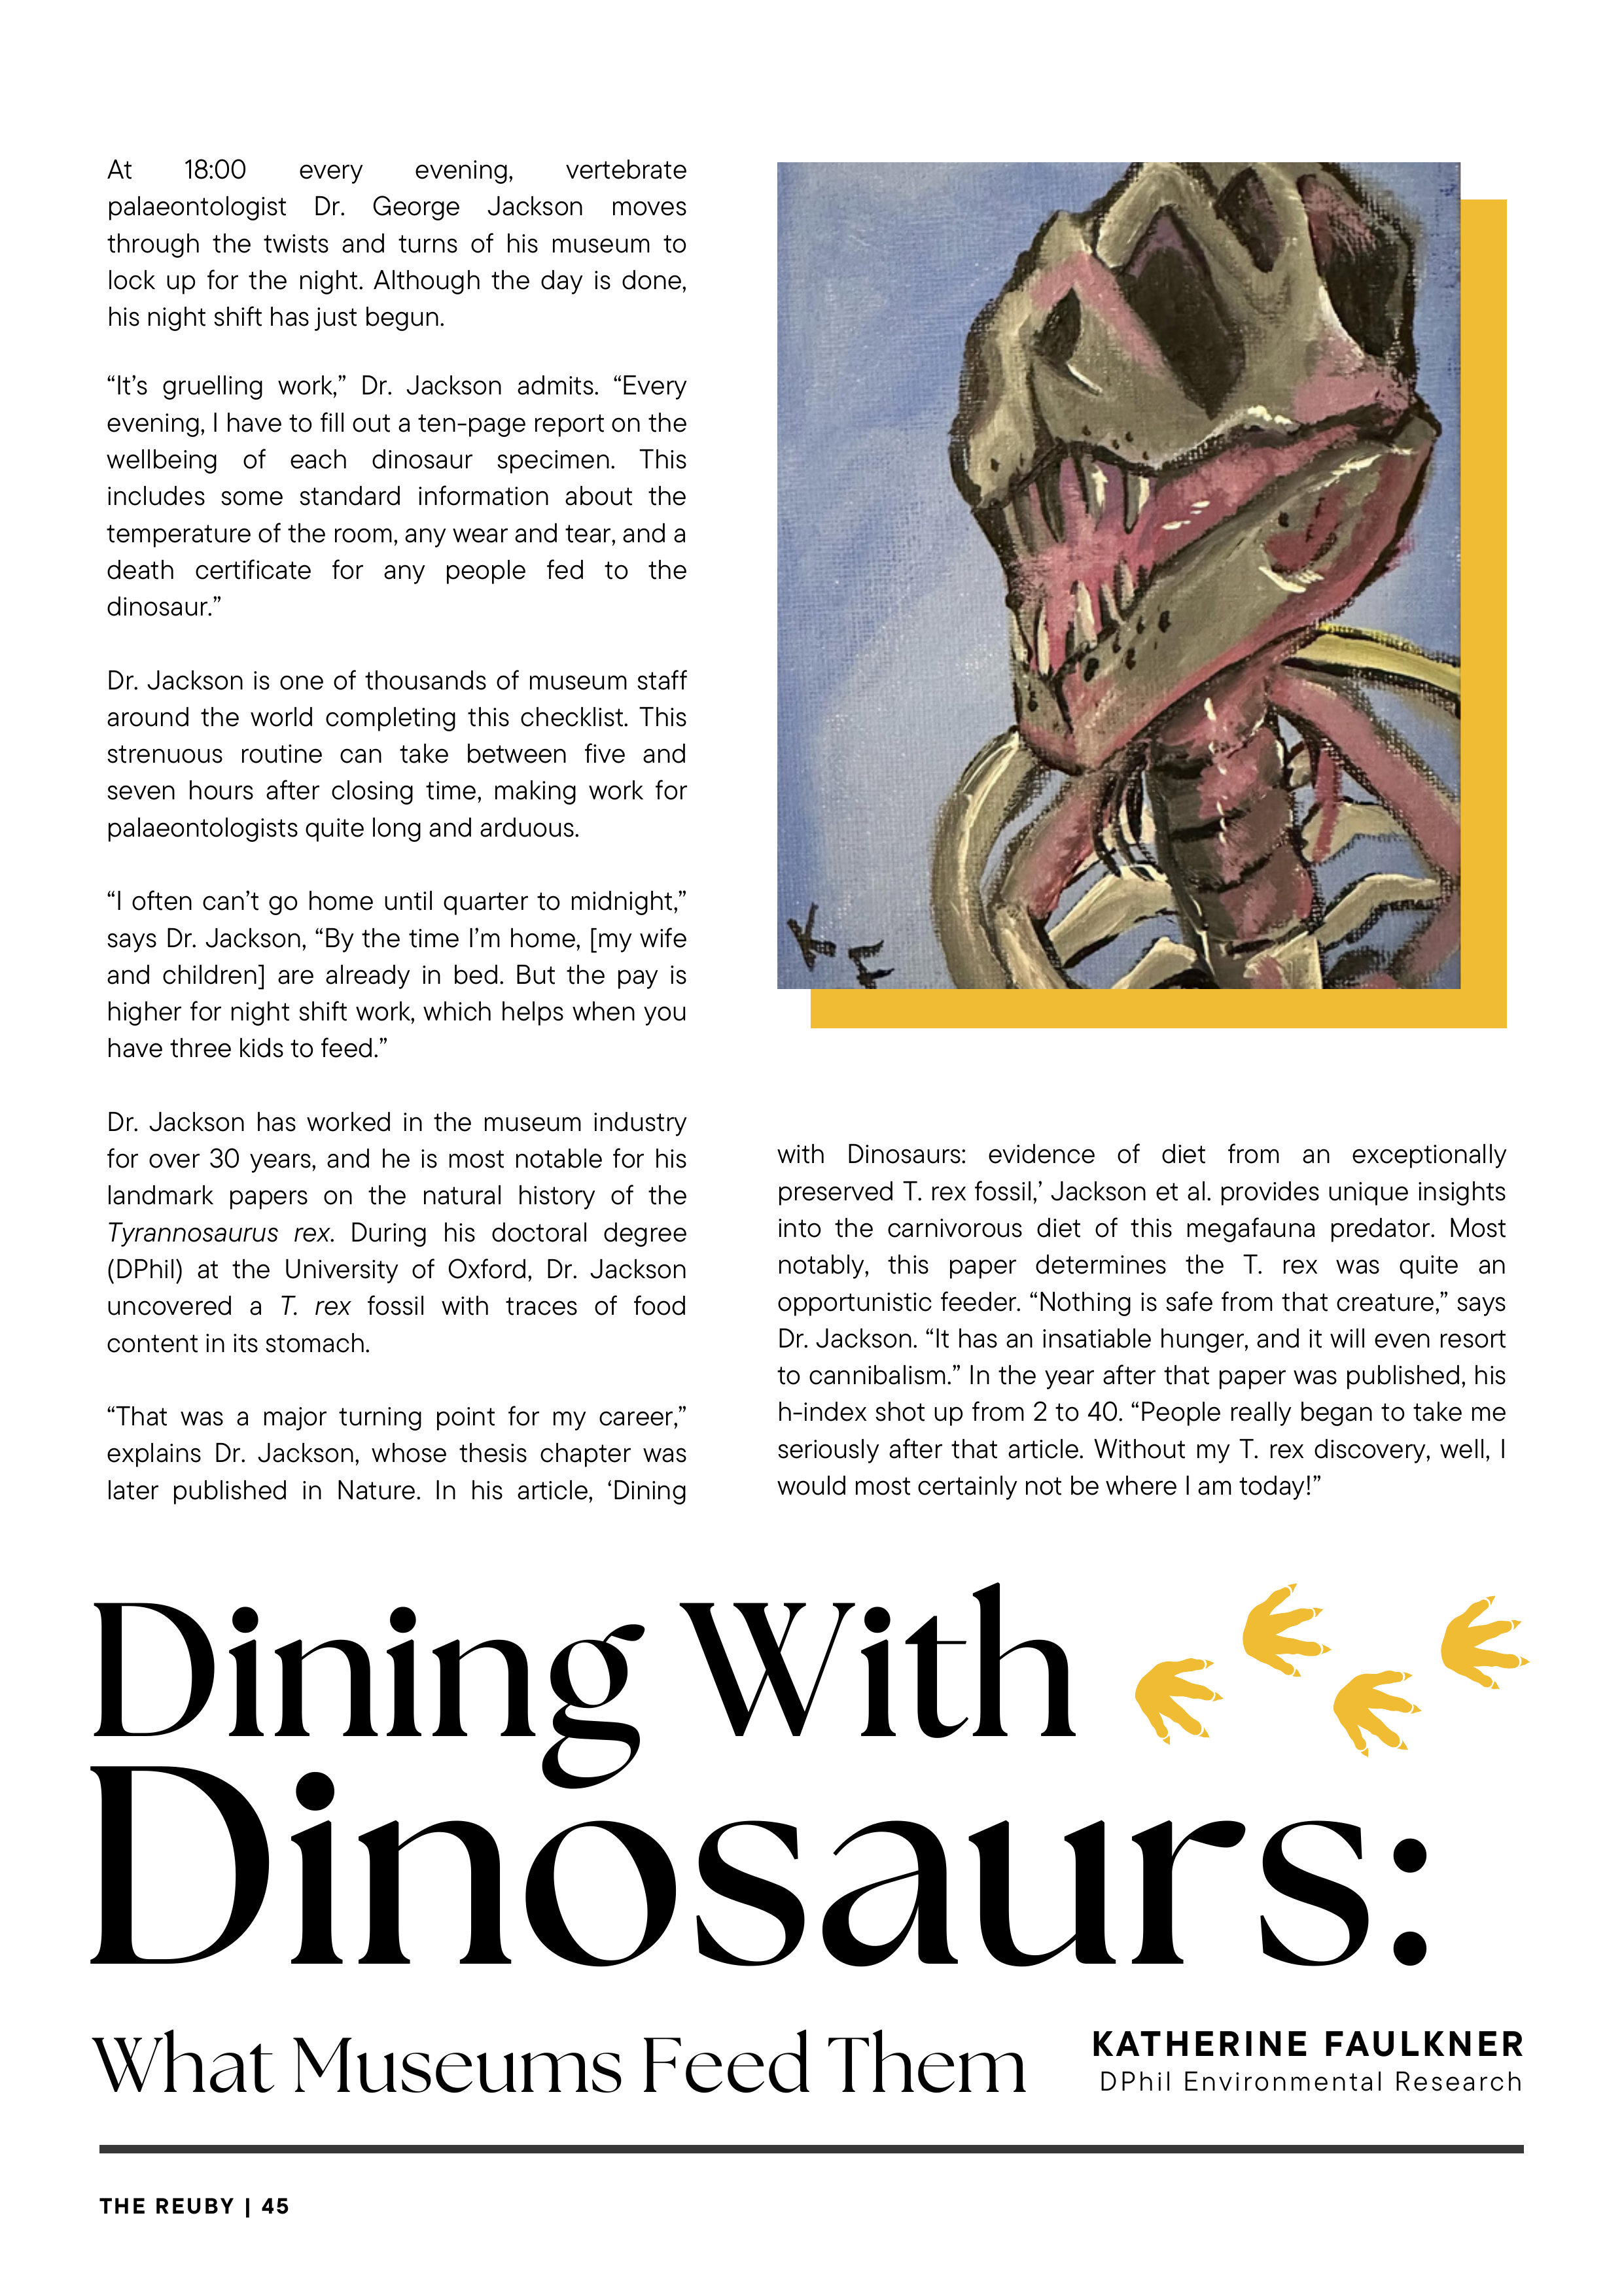 At 18:00 every evening, vertebrate
palaeontologist Dr. George Jackson moves
through the twists and turns of his museum to
lock up for the night. Although the day is done,
his night shift has just begun.
“It’s gruelling work,” Dr. Jackson admits. “Every
evening, I have to fill out a ten-page report on the
wellbeing of each dinosaur specimen. This
includes some standard information about the
temperature of the room, any wear and tear, and a
death certificate for any people fed to the
dinosaur.”
Dr. Jackson is one of thousands of museum staff
around the world completing this checklist. This
strenuous routine can take between five and
seven hours after closing time, making work for
palaeontologists quite long and arduous.
“I often can’t go home until quarter to midnight,”
says Dr. Jackson, “By the time I’m home, [my wife
and children] are already in bed. But the pay is
higher for night shift work, which helps when you
have three kids to feed.”
Dr. Jackson has worked in the museum industry
for over 30 years, and he is most notable for his
landmark papers on the natural history of the
Tyrannosaurus rex. During his doctoral degree
(DPhil) at the University of Oxford, Dr. Jackson
uncovered a T. rex fossil with traces of food
content in its stomach.
“That was a major turning point for my career,”
explains Dr. Jackson, whose thesis chapter was
later published in Nature. In his article, ‘Dining
KF
with Dinosaurs: evidence of diet from an exceptionally
preserved T. rex fossil,’ Jackson et al. provides unique insights
into the carnivorous diet of this megafauna predator. Most
notably, this paper determines the T. rex was quite an
opportunistic feeder. “Nothing is safe from that creature,” says
Dr. Jackson. “It has an insatiable hunger, and it will even resort
to cannibalism.” In the year after that paper was published, his
h-index shot up from 2 to 40. “People really began to take me
seriously after that article. Without my T. rex discovery, well, I
would most certainly not be where I am today!”
Dining With
Dinosaurs:
What Museums Feed Them
KATHERINE FAULKNER
DPhil Environmental Research
THE REUBY | 45